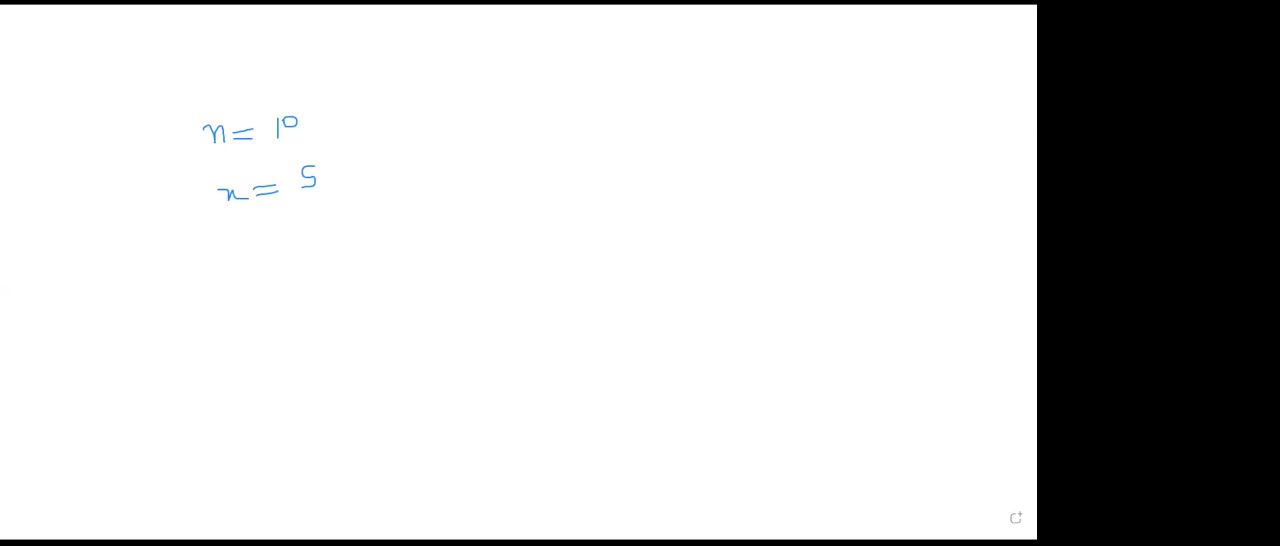 n = 10
x = 5